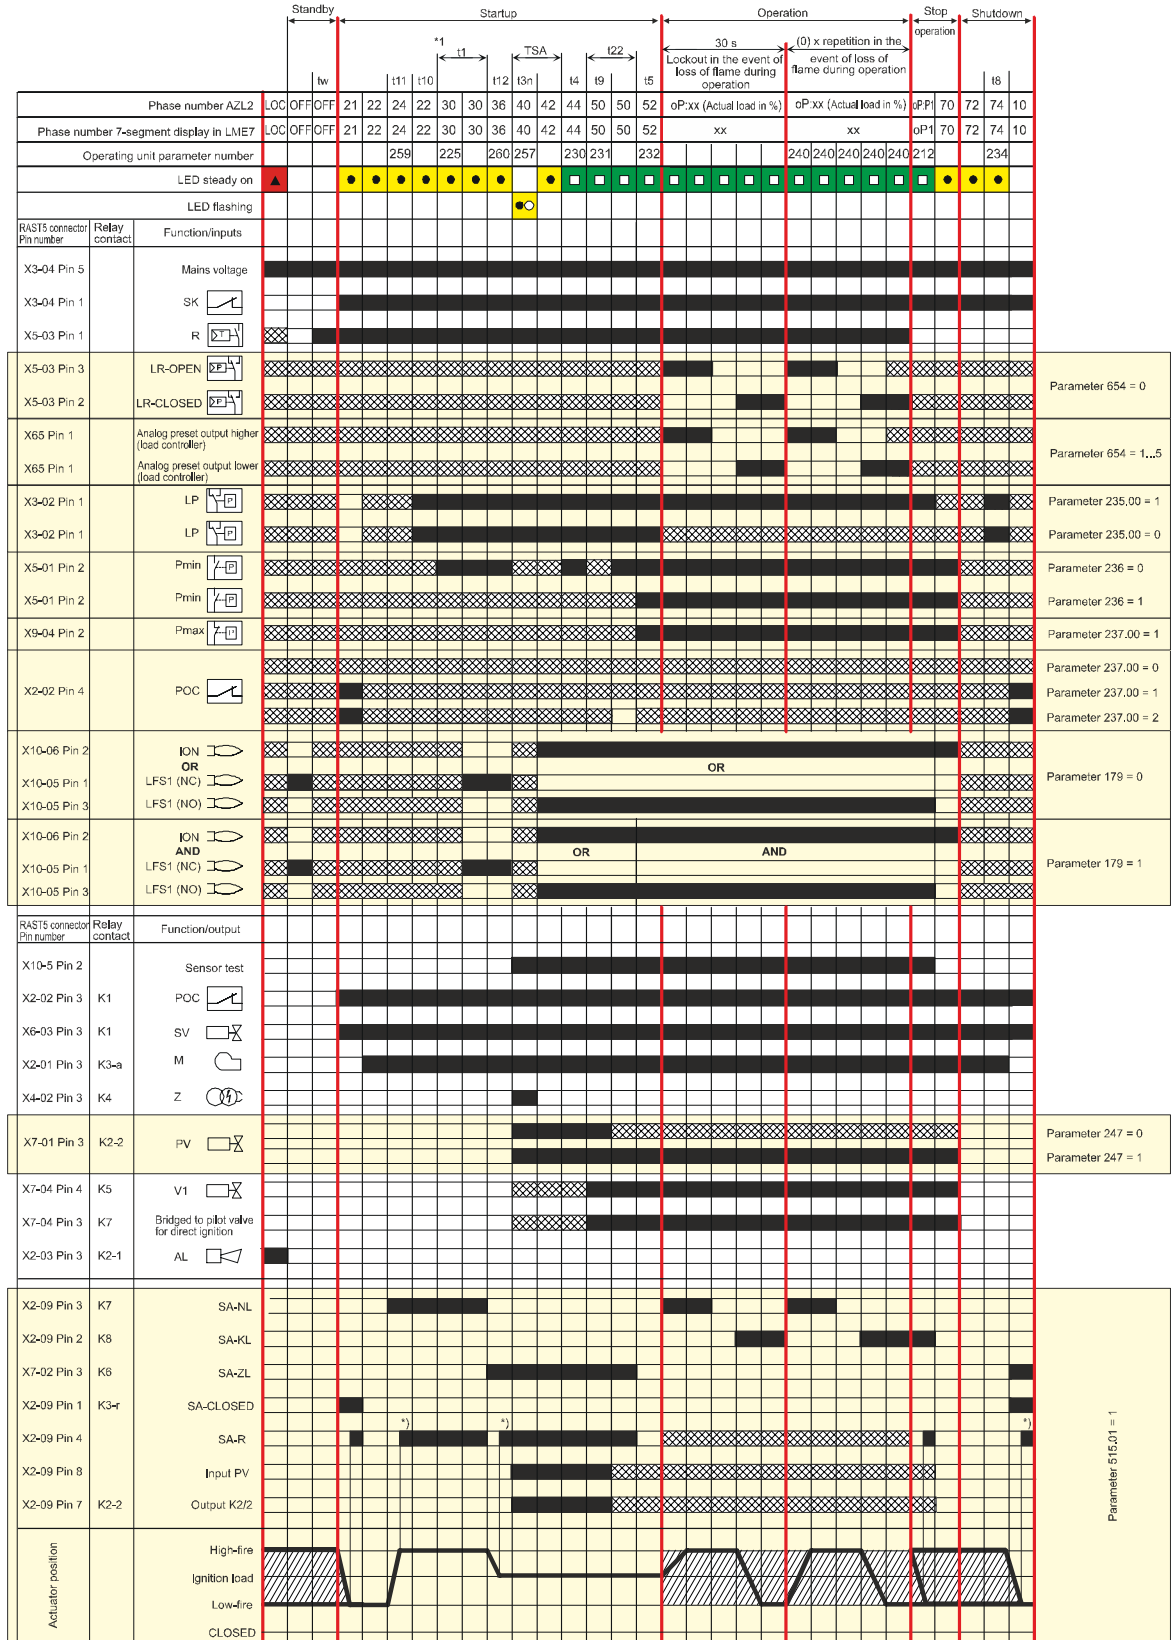 Standby Startup Operation Stop operation Shutdown
*1 t1 TSA t22 30 s (0) x repetition in the
Lockout in the event of loss of flame during operation
event of loss of flame during operation
tw t11 t10 t12 t3n t4 t9 t5 t8
Phase number AZL2 LOC OFF OFF 21 22 24 22 30 30 36 40 42 44 50 50 52 oP:xx (Actual load in %) oP:xx (Actual load in %) oP:P1 70 72 74 10
Phase number 7-segment display in LME7 LOC OFF OFF 21 22 24 22 30 30 36 40 42 44 50 50 52 xx xx oP1 70 72 74 10
Operating unit parameter number 259 225 260 257 230 231 232 240 240 240 240 240 212 234
LED steady on
LED flashing
RAST5 connector Pin number Relay contact Function/inputs
X3-04 Pin 5 Mains voltage
X3-04 Pin 1 SK
X5-03 Pin 1 R T
X5-03 Pin 3 LR-OPEN P
Parameter 654 = 0
X5-03 Pin 2 LR-CLOSED P
X65 Pin 1 Analog preset output higher (load controller)
Parameter 654 = 1...5
X65 Pin 1 Analog preset output lower (load controller)
X3-02 Pin 1 LP P Parameter 235.00 = 1
X3-02 Pin 1 LP P Parameter 235.00 = 0
X5-01 Pin 2 Pmin P Parameter 236 = 0
X5-01 Pin 2 Pmin P Parameter 236 = 1
X9-04 Pin 2 Pmax P Parameter 237.00 = 1
Parameter 237.00 = 0
X2-02 Pin 4 POC Parameter 237.00 = 1
Parameter 237.00 = 2
X10-06 Pin 2 ION
OR OR
X10-05 Pin 1 LFS1 (NC) Parameter 179 = 0
X10-05 Pin 3 LFS1 (NO)
X10-06 Pin 2 ION
AND OR AND
X10-05 Pin 1 LFS1 (NC) Parameter 179 = 1
X10-05 Pin 3 LFS1 (NO)
RAST5 connector Pin number Relay contact Function/output
X10-5 Pin 2 Sensor test
X2-02 Pin 3 K1 POC
X6-03 Pin 3 K1 SV
X2-01 Pin 3 K3-a M
X4-02 Pin 3 K4 Z
Parameter 247 = 0
X7-01 Pin 3 K2-2 PV
Parameter 247 = 1
X7-04 Pin 4 K5 V1
X7-04 Pin 3 K7 Bridged to pilot valve for direct ignition
X2-03 Pin 3 K2-1 AL
X2-09 Pin 3 K7 SA-NL
X2-09 Pin 2 K8 SA-KL
X7-02 Pin 3 K6 SA-ZL
X2-09 Pin 1 K3-r SA-CLOSED
*) *) *)
X2-09 Pin 4 SA-R
X2-09 Pin 8 Input PV
X2-09 Pin 7 K2-2 Output K2/2
Parameter 515.01 = 1
Actuator position
High-fire
Ignition load
Low-fire
CLOSED